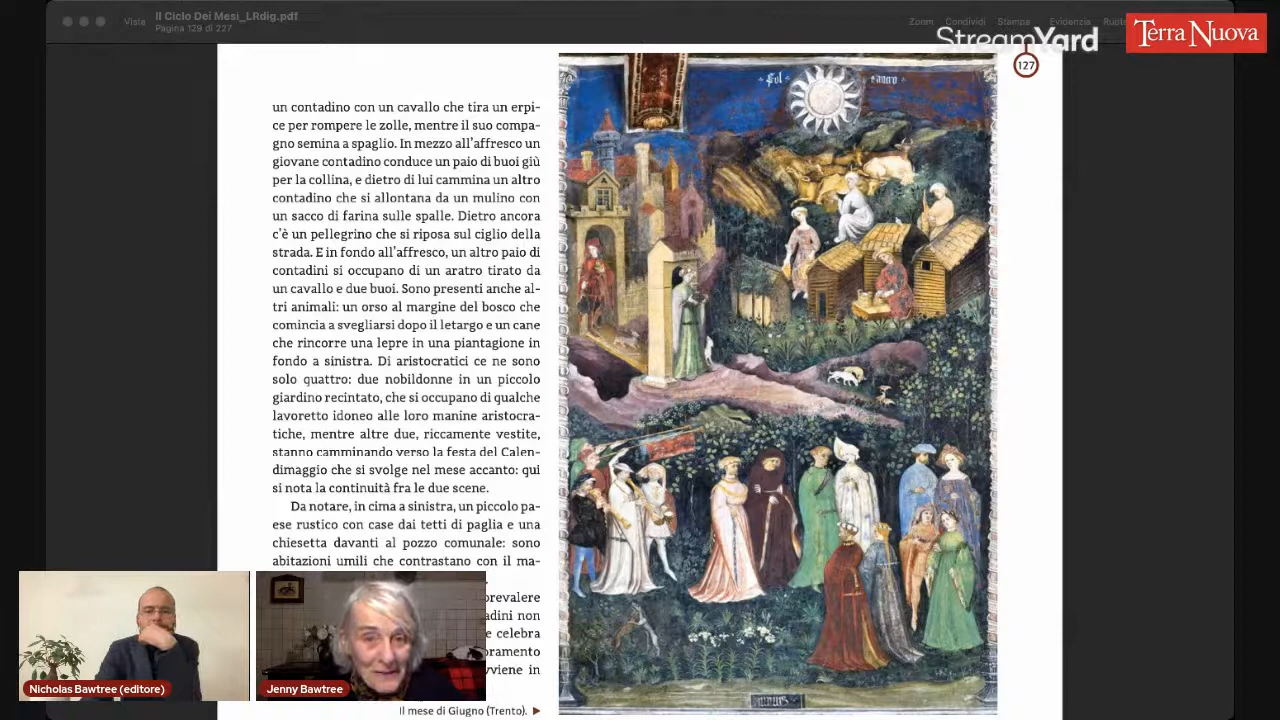 Il Ciclo Dei Mesi_LRdig.pdf
Vista
Pagina 129 di 227
Zoom
Condividi
Stampa
Evidenzia
StreamYard
TERRA NUOVA
127
un contadino con un cavallo che tira un erpi-
ce per rompere le zolle, mentre il suo compa-
gno semina a spaglio. In mezzo all’affresco un
giovane contadino conduce un paio di buoi giù
per la collina, e dietro di lui cammina un altro
contadino che si allontana da un mulino con
un sacco di farina sulle spalle. Dietro ancora
c’è un pellegrino che si riposa sul ciglio della
strada. E in fondo all’affresco, un altro paio di
contadini si occupano di un aratro tirato da
un cavallo e due buoi. Sono presenti anche al-
tri animali: un orso al margine del bosco che
comincia a svegliarsi dopo il letargo e un cane
che rincorre una lepre in una piantagione in
fondo a sinistra. Di aristocratici ce ne sono
solo quattro: due nobildonne in un piccolo
giardino recintato, che si occupano di qualche
lavoretto idoneo alle loro manine aristocra-
tiche, mentre altre due, riccamente vestite,
stanno camminando verso la festa del Calen-
dimaggio che si svolge nel mese accanto: qui
si nota la continuità fra le due scene.
Da notare, in cima a sinistra, un piccolo pa-
ese rustico con case dai tetti di paglia e una
chiesetta davanti al pozzo comunale: sono
abitazioni umili che contrastano con il ma-
prevalere
adini non
e celebra
oramento
vviene in
Il mese di Giugno (Trento).
Nicholas Bawtree (editore)
Jenny Bawtree